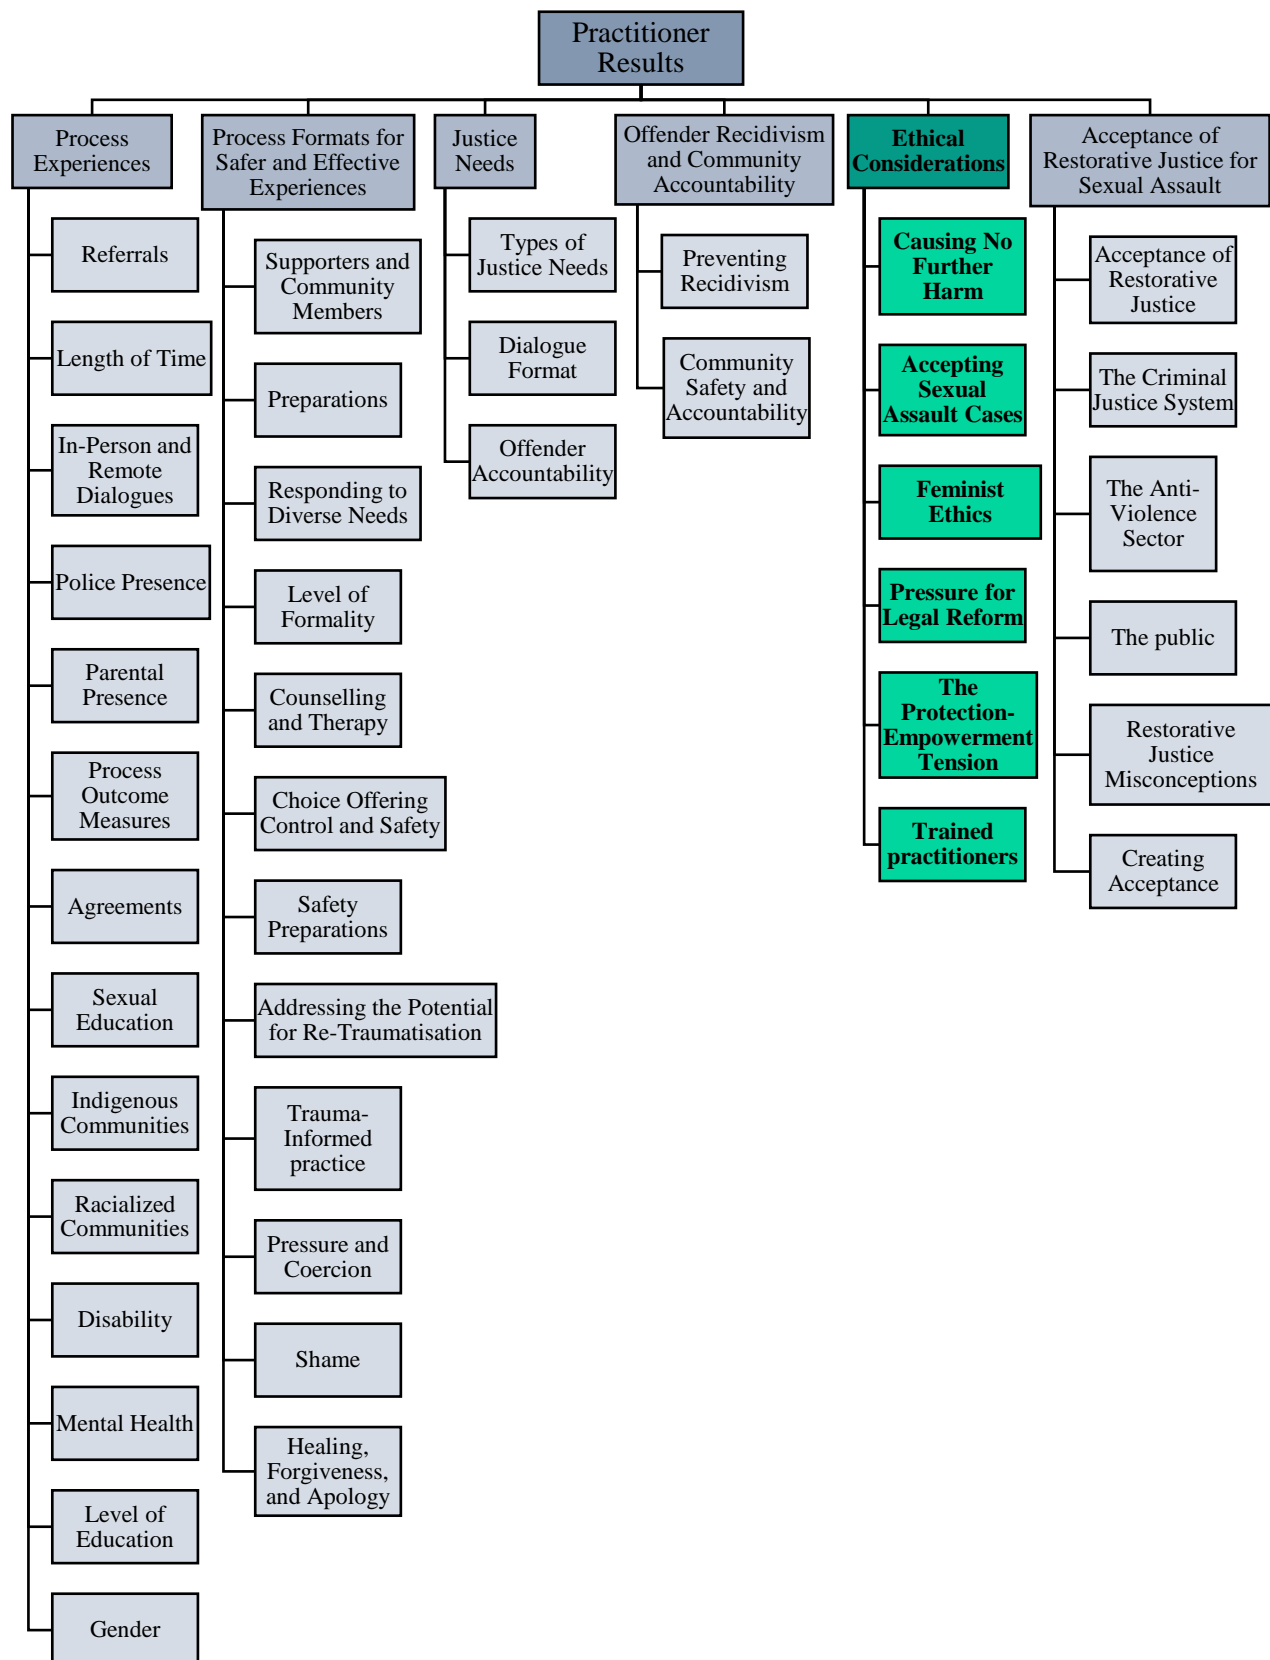 Practitioner
Results
Process
Experiences
Referrals
Length of Time
In-Person and
Remote
Dialogues
Police Presence
Parental
Presence
Process
Outcome
Measures
Agreements
Sexual
Education
Indigenous
Communities
Racialized
Communities
Disability
Mental Health
Level of
Education
Gender
Process Formats for
Safer and Effective
Experiences
Supporters and
Community
Members
Preparations
Responding to
Diverse Needs
Level of
Formality
Counselling
and Therapy
Choice Offering
Control and Safety
Safety
Preparations
Addressing the Potential
for Re-Traumatisation
Trauma-
Informed
practice
Pressure and
Coercion
Shame
Healing,
Forgiveness,
and Apology
Justice
Needs
Types of
Justice Needs
Dialogue
Format
Offender
Accountability
Offender Recidivism
and Community
Accountability
Preventing
Recidivism
Community
Safety and
Accountability
Ethical
Considerations
Causing No
Further
Harm
Accepting
Sexual
Assault Cases
Feminist
Ethics
Pressure for
Legal Reform
The
Protection-
Empowerment
Tension
Trained
practitioners
Acceptance of
Restorative Justice for
Sexual Assault
Acceptance of
Restorative
Justice
The Criminal
Justice System
The Anti-
Violence
Sector
The public
Restorative
Justice
Misconceptions
Creating
Acceptance